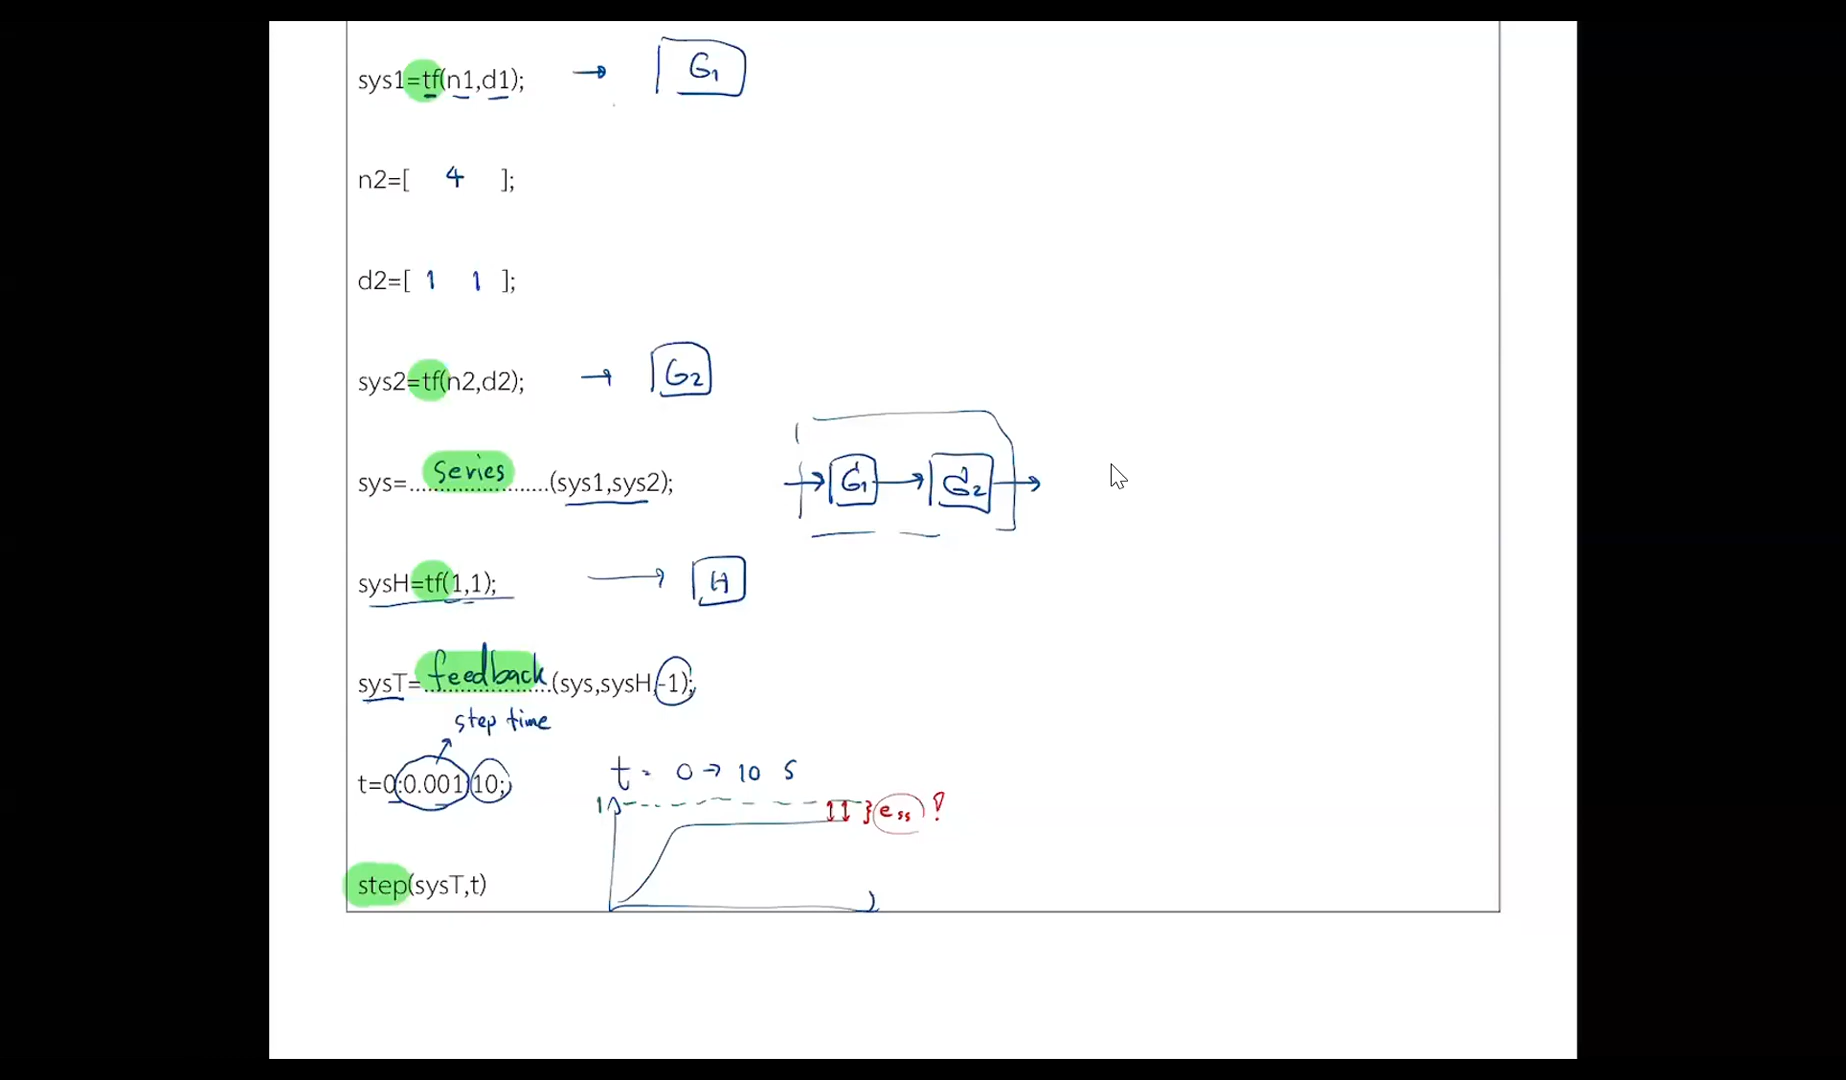 sys1=tf(n1,d1); → G1
n2=[ 4 ];
d2=[ 1 1 ];
sys2=tf(n2,d2); → G2
sys=....series....(sys1,sys2); → G1 → G2 →
sysH=tf(1,1); → H
sysT=..feedback..(sys,sysH,-1);
step time
t=0:0.001:10; t = 0 → 10 s
1 } ess ?
step(sysT,t)